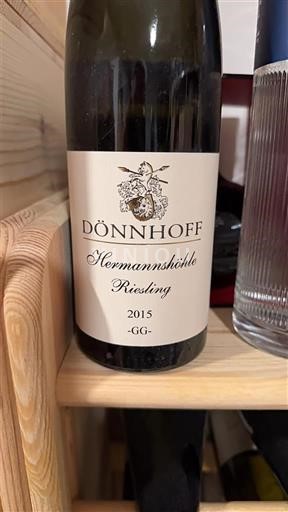 DÖNNHOFF
Hermannshöhle
Riesling
2015
-GG-